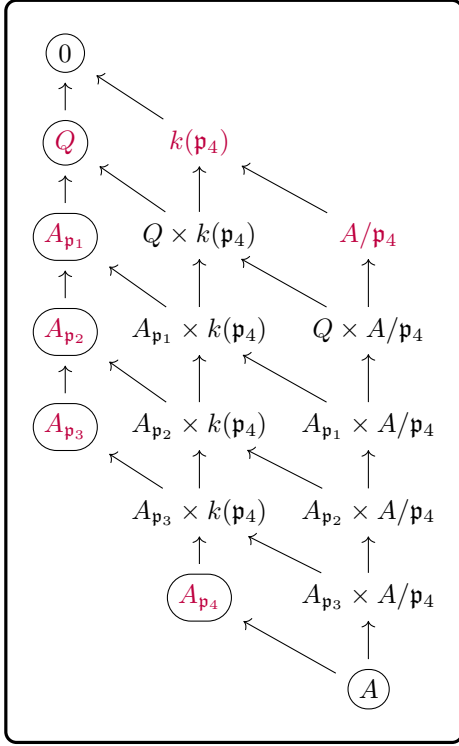 0
Q k(𝔭₄)
A_𝔭₁ Q × k(𝔭₄) A/𝔭₄
A_𝔭₂ A_𝔭₁ × k(𝔭₄) Q × A/𝔭₄
A_𝔭₃ A_𝔭₂ × k(𝔭₄) A_𝔭₁ × A/𝔭₄
A_𝔭₃ × k(𝔭₄) A_𝔭₂ × A/𝔭₄
A_𝔭₄ A_𝔭₃ × A/𝔭₄
A